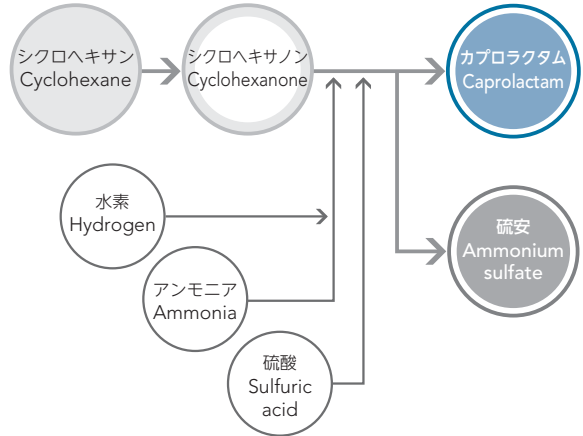 シクロヘキサン
Cyclohexane
シクロヘキサノン
Cyclohexanone
カプロラクタム
Caprolactam
水素
Hydrogen
硫安
Ammonium
sulfate
アンモニア
Ammonia
硫酸
Sulfuric
acid